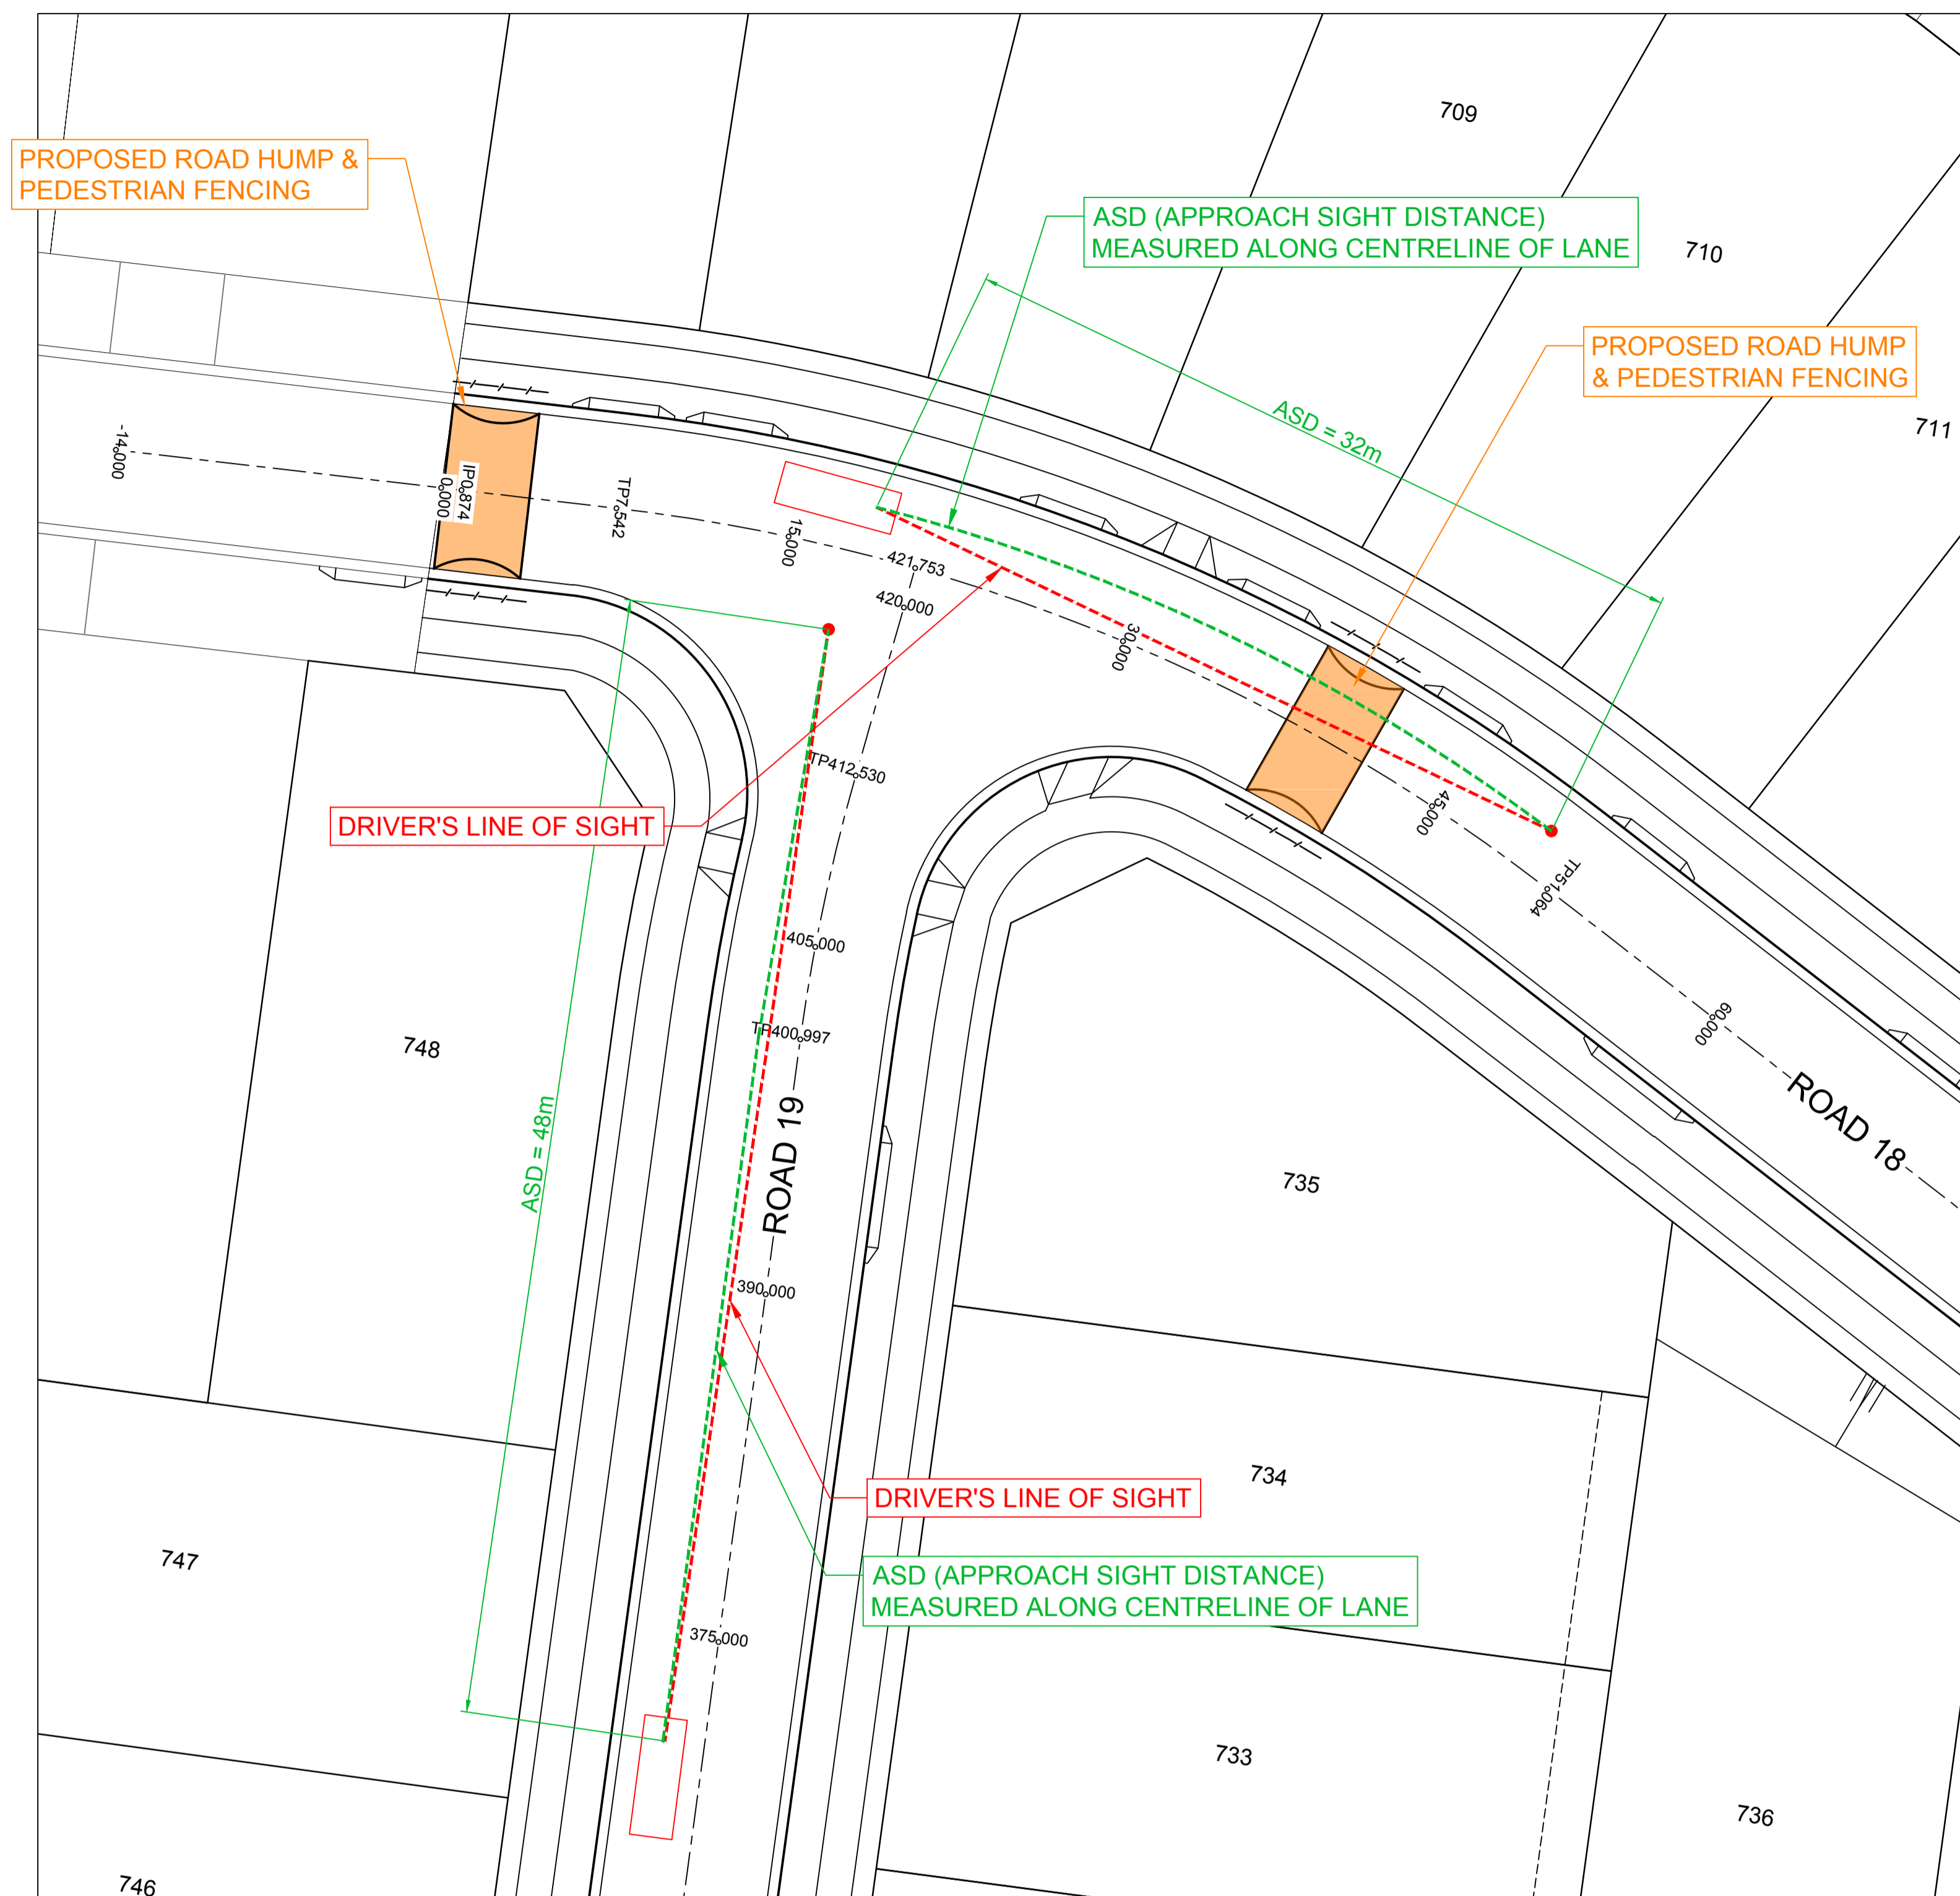 709
PROPOSED ROAD HUMP &
PEDESTRIAN FENCING
ASD (APPROACH SIGHT DISTANCE)
MEASURED ALONG CENTRELINE OF LANE
710
PROPOSED ROAD HUMP
& PEDESTRIAN FENCING
711
ASD = 32m
-14.000
0.000
IP0.874
TP7.542
15.000
421.753
420.000
30.000
TP412.530
DRIVER'S LINE OF SIGHT
45.000
TP51.064
405.000
60.000
TP400.997
748
ROAD 18
ASD = 48m
ROAD 19
735
390.000
734
DRIVER'S LINE OF SIGHT
747
ASD (APPROACH SIGHT DISTANCE)
MEASURED ALONG CENTRELINE OF LANE
375.000
733
736
746